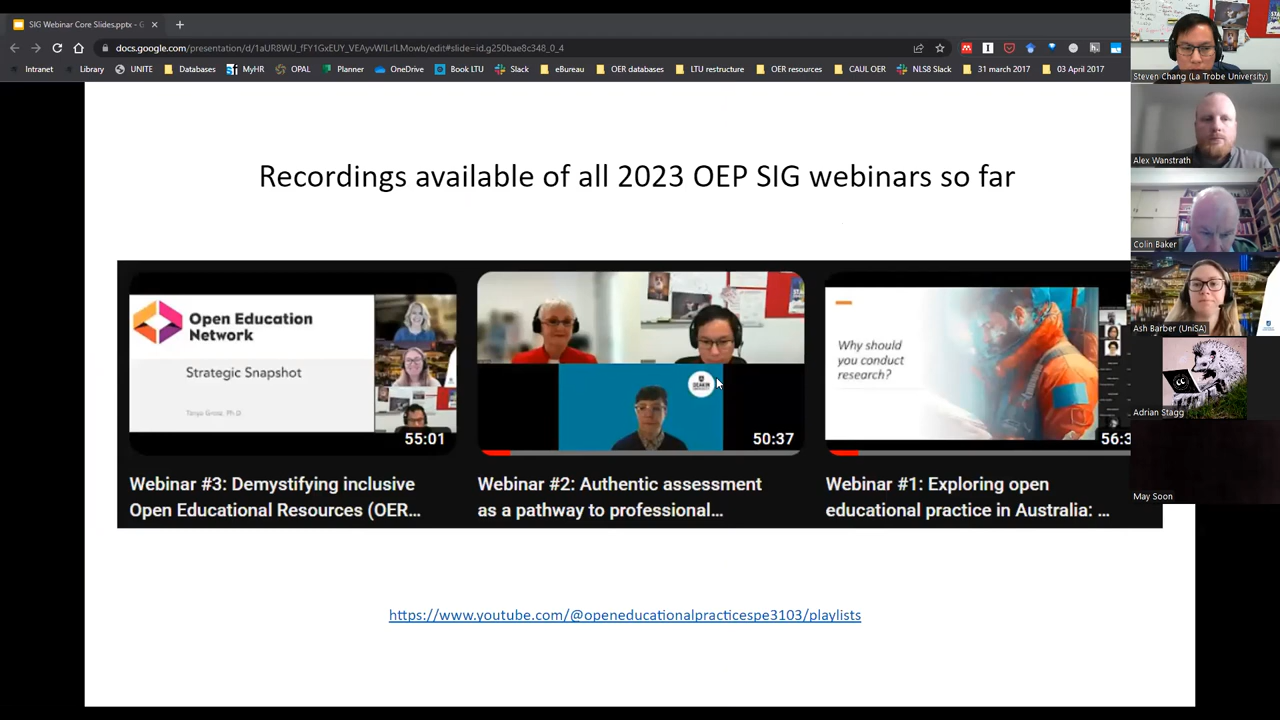 SIG Webinar Core Slides.pptx - G
docs.google.com/presentation/d/1aUR8WU_fFY1GxEUY_VEAyvWILrILMowb/edit#slide=id.g250bae8c348_0_4
Intranet Library UNITE Databases MyHR OPAL Planner OneDrive Book LTU Slack eBureau OER databases LTU restructure OER resources CAUL OER NLS8 Slack 31 march 2017 03 April 2017
Recordings available of all 2023 OEP SIG webinars so far
Open Education
Network
Strategic Snapshot
55:01
DEAKIN
50:37
Why should
you conduct
research?
56:3
Webinar #3: Demystifying inclusive
Open Educational Resources (OER...
Webinar #2: Authentic assessment
as a pathway to professional...
Webinar #1: Exploring open
educational practice in Australia: ...
https://www.youtube.com/@openeducationalpracticespe3103/playlists
Steven Chang (La Trobe University)
Alex Wanstrath
Colin Baker
Ash Barber (UniSA)
CC
Adrian Stagg
May Soon